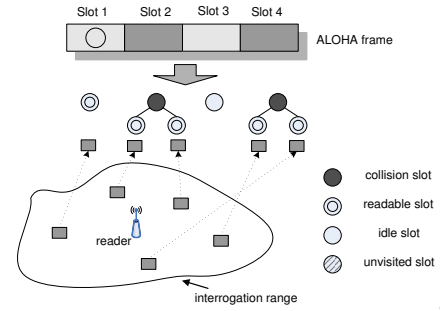 Slot 1 Slot 2 Slot 3 Slot 4
ALOHA frame
collision slot
readable slot
idle slot
unvisited slot
reader
interrogation range